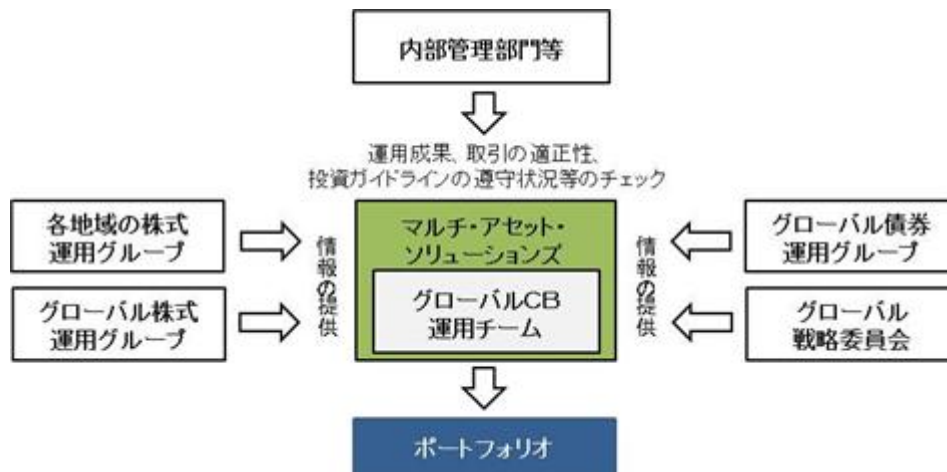 内部管理部門等
運用成果、取引の適正性、
投資ガイドラインの遵守状況等のチェック
各地域の株式
運用グループ
グローバル株式
運用グループ
情報の提供
マルチ・アセット・
ソリューションズ
グローバルCB
運用チーム
情報の提供
グローバル債券
運用グループ
グローバル
戦略委員会
ポートフォリオ